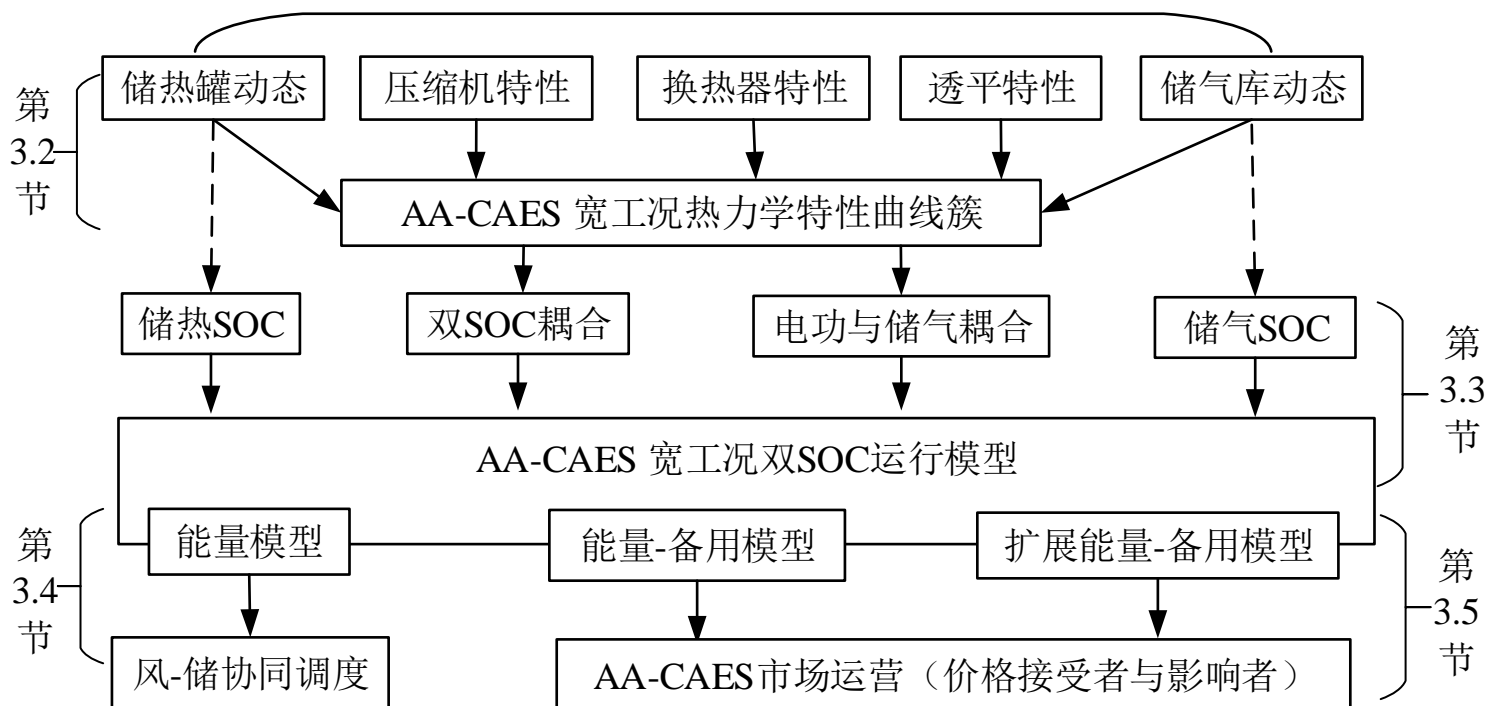 储热罐动态
压缩机特性
换热器特性
透平特性
储气库动态
第
3.2
节
AA-CAES 宽工况热力学特性曲线簇
储热SOC
双SOC耦合
电功与储气耦合
储气SOC
第
3.3
节
AA-CAES 宽工况双SOC运行模型
能量模型
能量-备用模型
扩展能量-备用模型
第
3.4
节
第
3.5
节
风-储协同调度
AA-CAES市场运营（价格接受者与影响者）